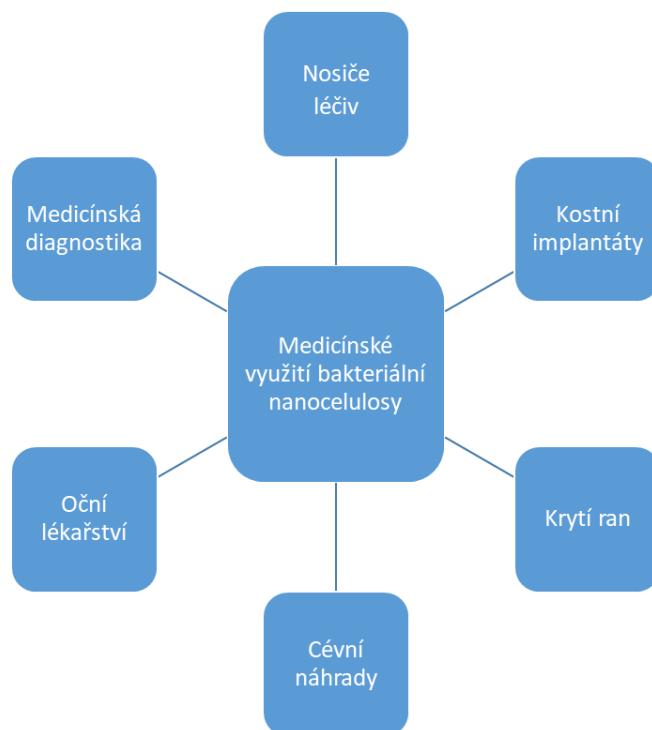 Nosiče
léčiv
Medicínská
diagnostika
Kostní
implantáty
Medicínské
využití bakteriální
nanocelulosy
Oční
lékařství
Krytí ran
Cévní
náhrady